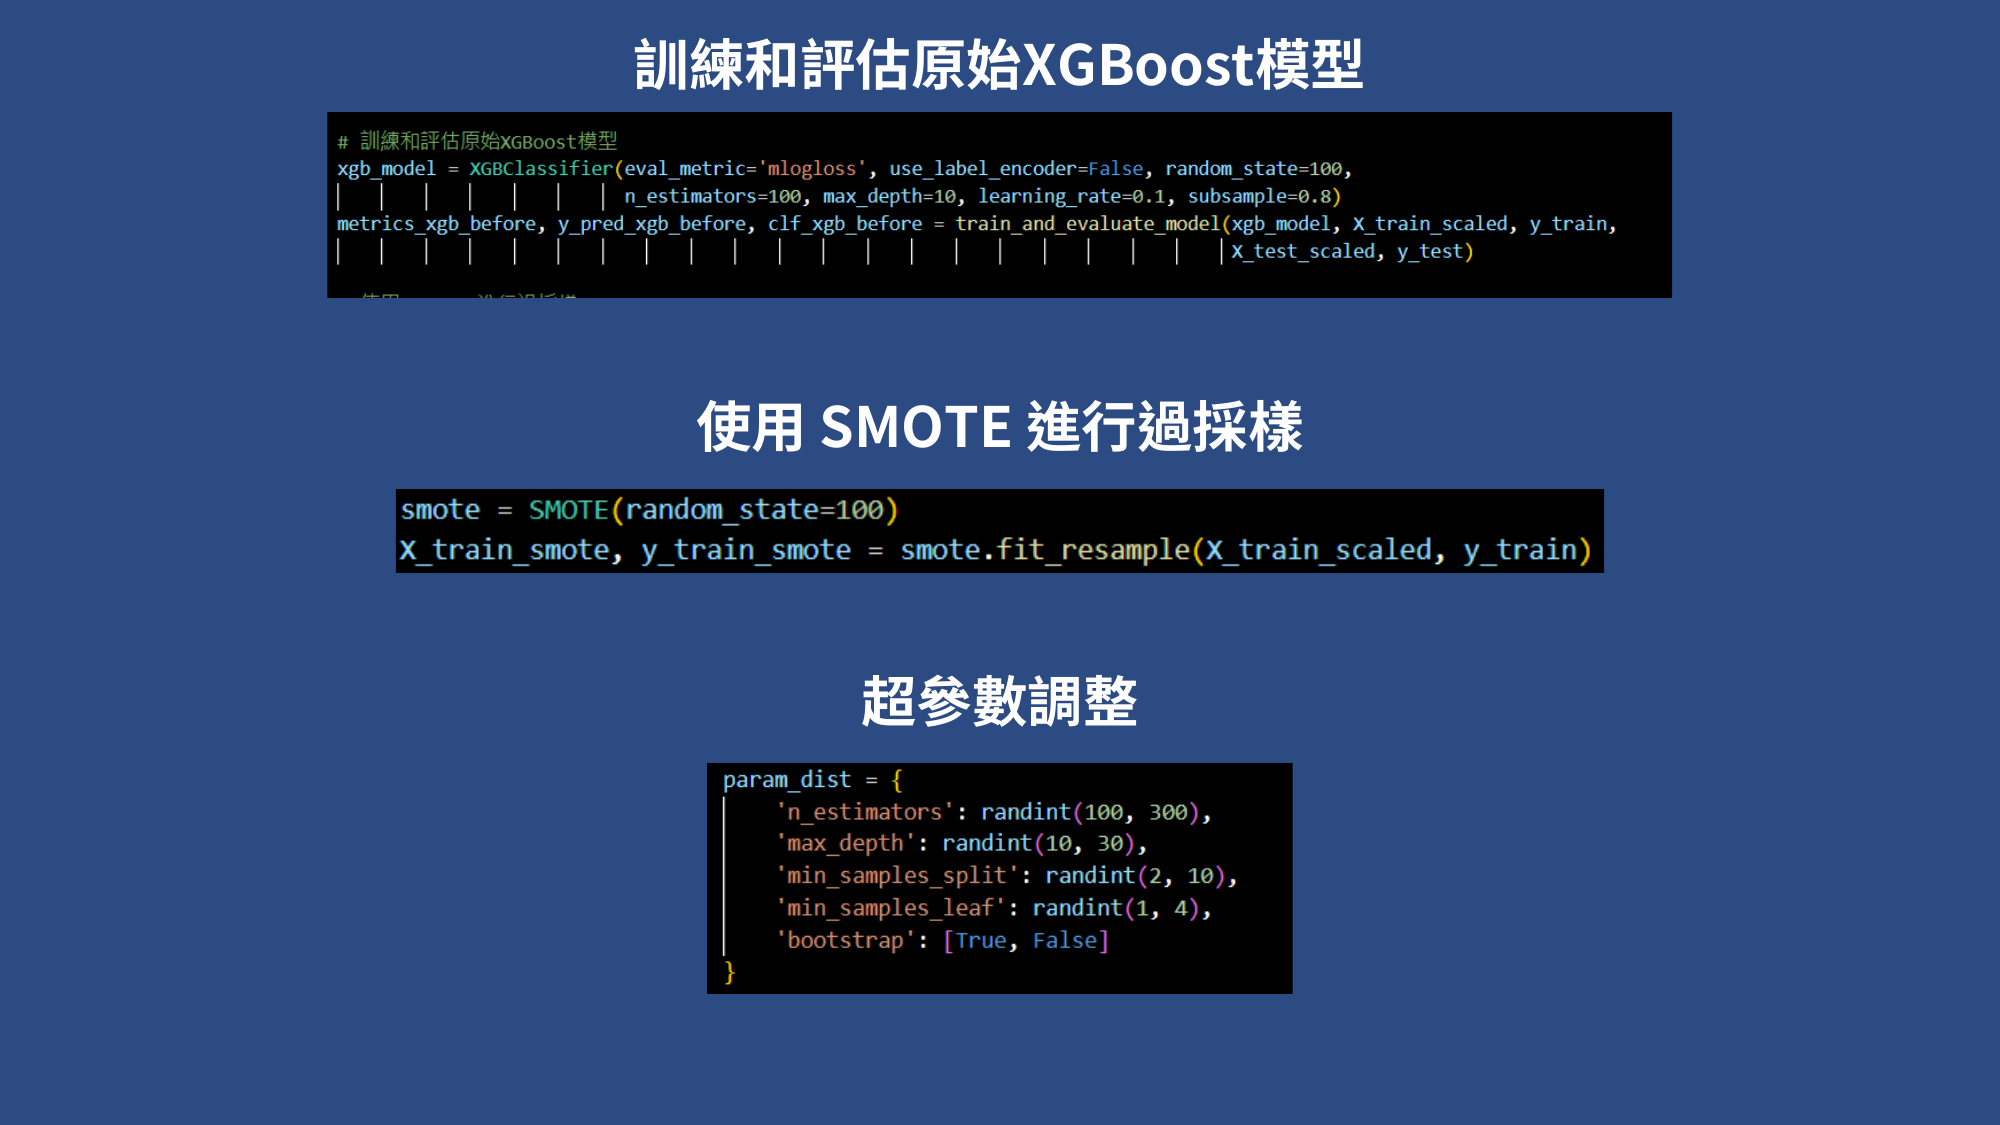 訓練和評估原始XGBoost模型
# 訓練和評估原始XGBoost模型
xgb_model = XGBClassifier(eval_metric='mlogloss', use_label_encoder=False, random_state=100,
n_estimators=100, max_depth=10, learning_rate=0.1, subsample=0.8)
metrics_xgb_before, y_pred_xgb_before, clf_xgb_before = train_and_evaluate_model(xgb_model, X_train_scaled, y_train,
X_test_scaled, y_test)
使用 SMOTE 進行過採樣
smote = SMOTE(random_state=100)
X_train_smote, y_train_smote = smote.fit_resample(X_train_scaled, y_train)
超參數調整
param_dist = {
'n_estimators': randint(100, 300),
'max_depth': randint(10, 30),
'min_samples_split': randint(2, 10),
'min_samples_leaf': randint(1, 4),
'bootstrap': [True, False]
}